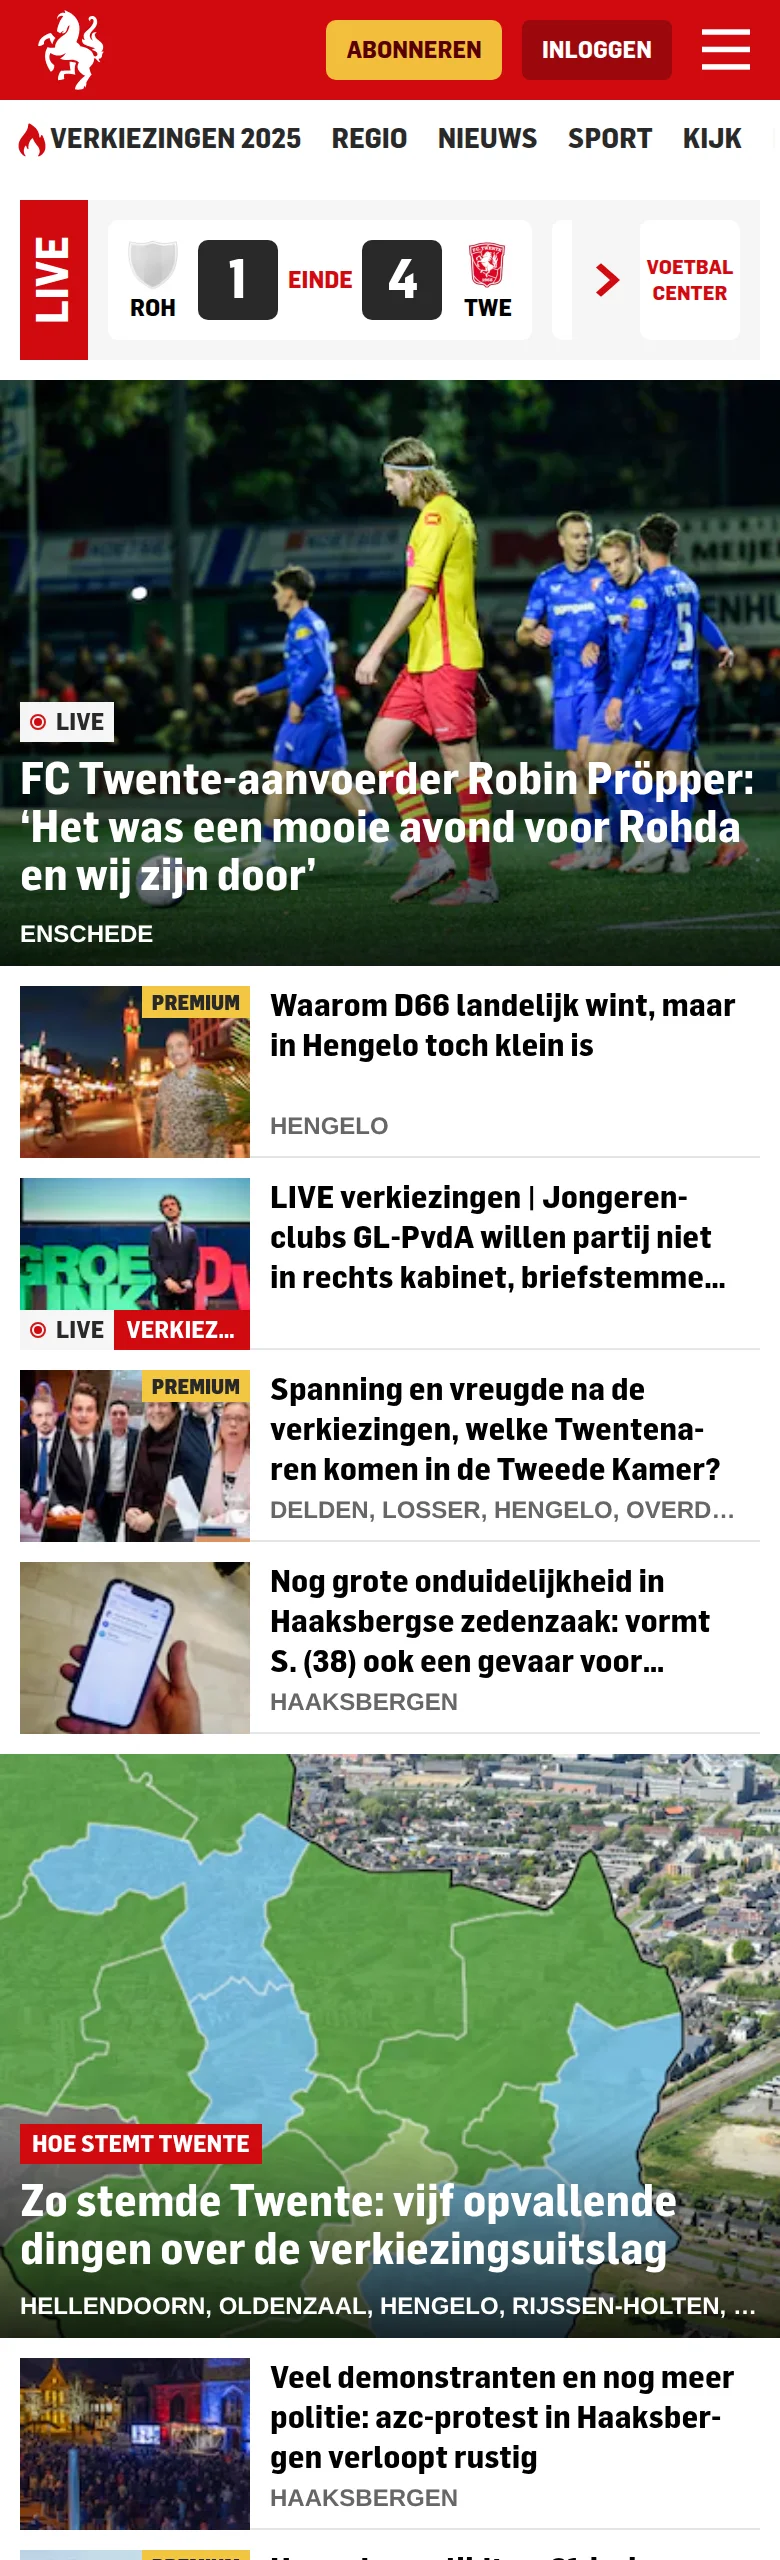 ABONNEREN
INLOGGEN
VERKIEZINGEN 2025 REGIO NIEUWS SPORT KIJK
LIVE
ROH
1
EINDE
4
TWE
VOETBAL
CENTER
LIVE
FC Twente-aanvoerder Robin Pröpper:
‘Het was een mooie avond voor Rohda
en wij zijn door’
ENSCHEDE
PREMIUM
Waarom D66 landelijk wint, maar
in Hengelo toch klein is
HENGELO
LIVE verkiezingen | Jongeren-
clubs GL-PvdA willen partij niet
in rechts kabinet, briefstemme...
LIVE
VERKIEZ...
PREMIUM
Spanning en vreugde na de
verkiezingen, welke Twentena-
ren komen in de Tweede Kamer?
DELDEN, LOSSER, HENGELO, OVERD...
Nog grote onduidelijkheid in
Haaksbergse zedenzaak: vormt
S. (38) ook een gevaar voor...
HAAKSBERGEN
HOE STEMT TWENTE
Zo stemde Twente: vijf opvallende
dingen over de verkiezingsuitslag
HELLENDOORN, OLDENZAAL, HENGELO, RIJSSEN-HOLTEN, ...
Veel demonstranten en nog meer
politie: azc-protest in Haaksber-
gen verloopt rustig
HAAKSBERGEN